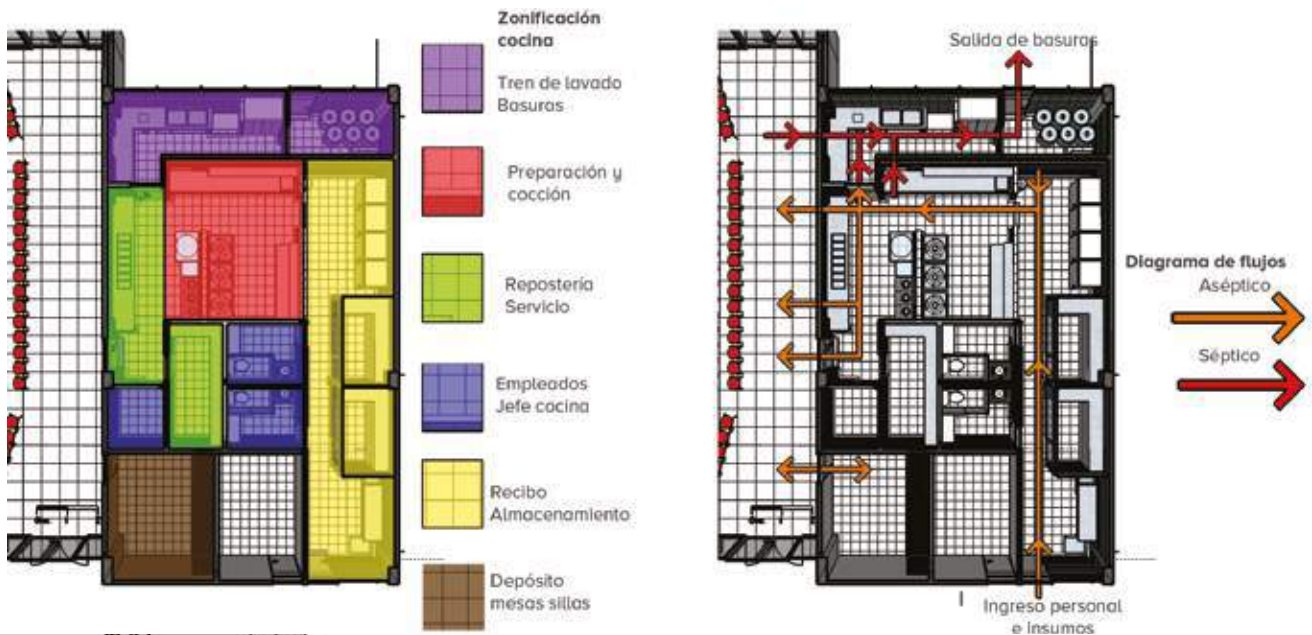 Zonificación
cocina
Tren de lavado
Basuras
Preparación y
cocción
Repostería
Servicio
Empleados
Jefe cocina
Recibo
Almacenamiento
Depósito
mesas sillas
Salida de basuras
Diagrama de flujos
Aséptico
Séptico
Ingreso personal
e insumos